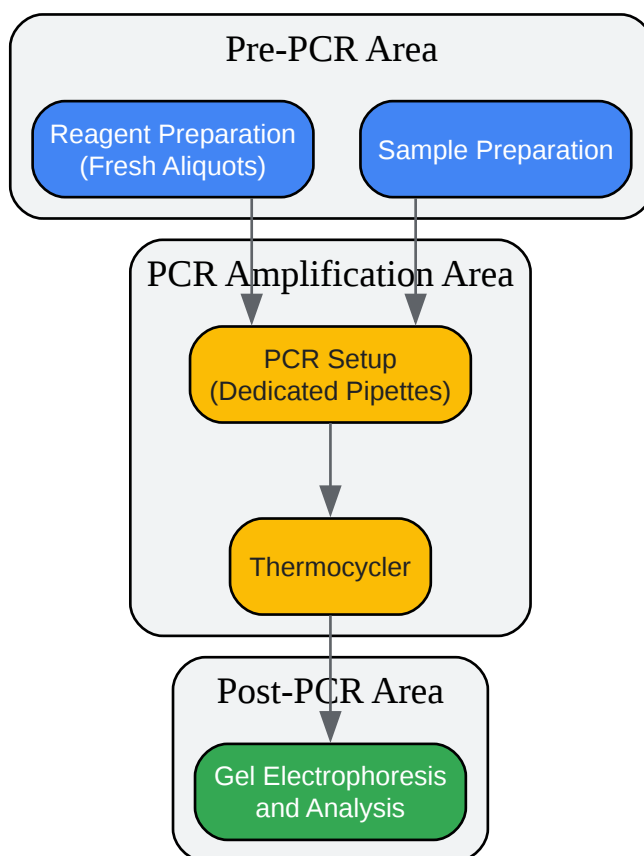 Pre-PCR Area
Reagent Preparation
(Fresh Aliquots)
Sample Preparation
PCR Amplification Area
PCR Setup
(Dedicated Pipettes)
Thermocycler
Post-PCR Area
Gel Electrophoresis
and Analysis